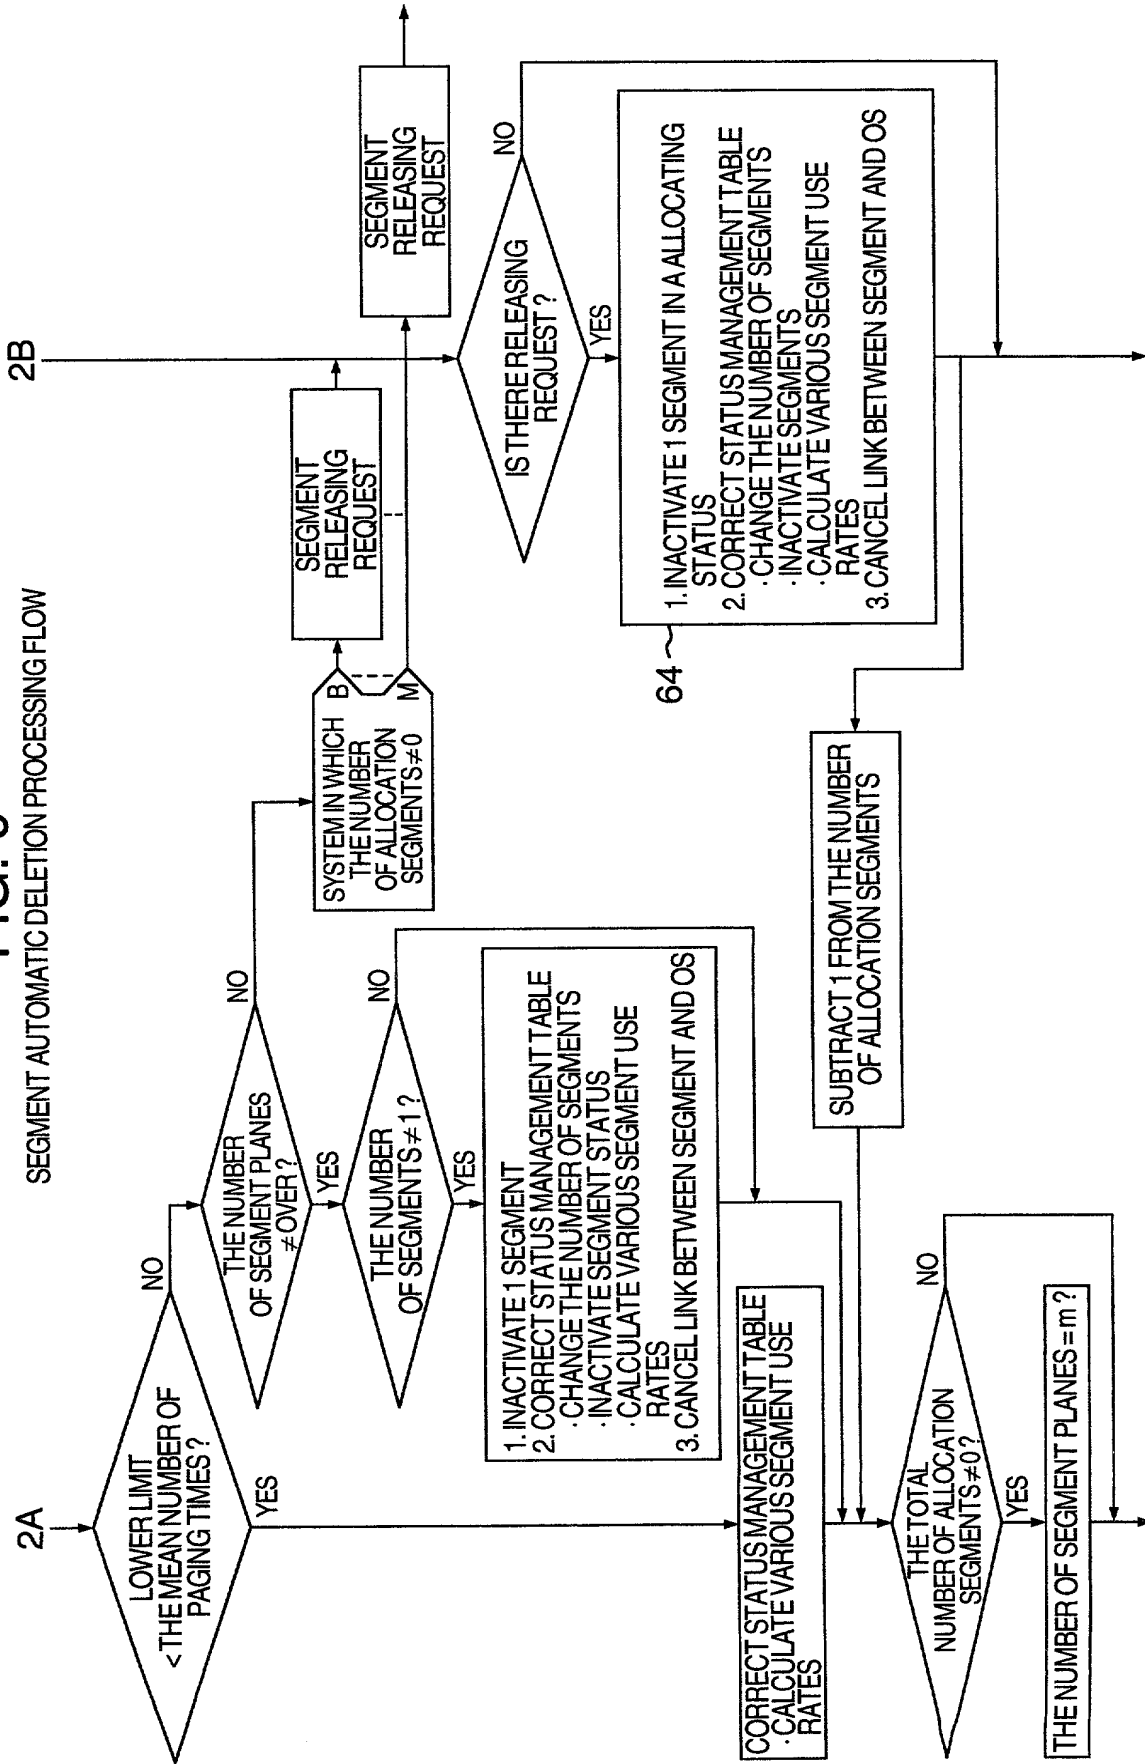 SEGMENT AUTOMATIC DELETION PROCESSING FLOW
2A
LOWER LIMIT
< THE MEAN NUMBER OF
PAGING TIMES ?
NO
YES
THE NUMBER
OF SEGMENT PLANES
≠ OVER ?
NO
YES
THE NUMBER
OF SEGMENTS ≠ 1 ?
NO
YES
1. INACTIVATE 1 SEGMENT
2. CORRECT STATUS MANAGEMENT TABLE
· CHANGE THE NUMBER OF SEGMENTS
· INACTIVATE SEGMENT STATUS
· CALCULATE VARIOUS SEGMENT USE
RATES
3. CANCEL LINK BETWEEN SEGMENT AND OS
CORRECT STATUS MANAGEMENT TABLE
· CALCULATE VARIOUS SEGMENT USE
RATES
THE TOTAL
NUMBER OF ALLOCATION
SEGMENTS ≠ 0 ?
NO
YES
THE NUMBER OF SEGMENT PLANES = m ?
SYSTEM IN WHICH
THE NUMBER
OF ALLOCATION
SEGMENTS ≠ 0
B
M
SEGMENT
RELEASING
REQUEST
2B
SEGMENT
RELEASING
REQUEST
IS THERE RELEASING
REQUEST ?
NO
YES
64
1. INACTIVATE 1 SEGMENT IN A ALLOCATING
STATUS
2. CORRECT STATUS MANAGEMENT TABLE
· CHANGE THE NUMBER OF SEGMENTS
· INACTIVATE SEGMENTS
· CALCULATE VARIOUS SEGMENT USE
RATES
3. CANCEL LINK BETWEEN SEGMENT AND OS
SUBTRACT 1 FROM THE NUMBER
OF ALLOCATION SEGMENTS